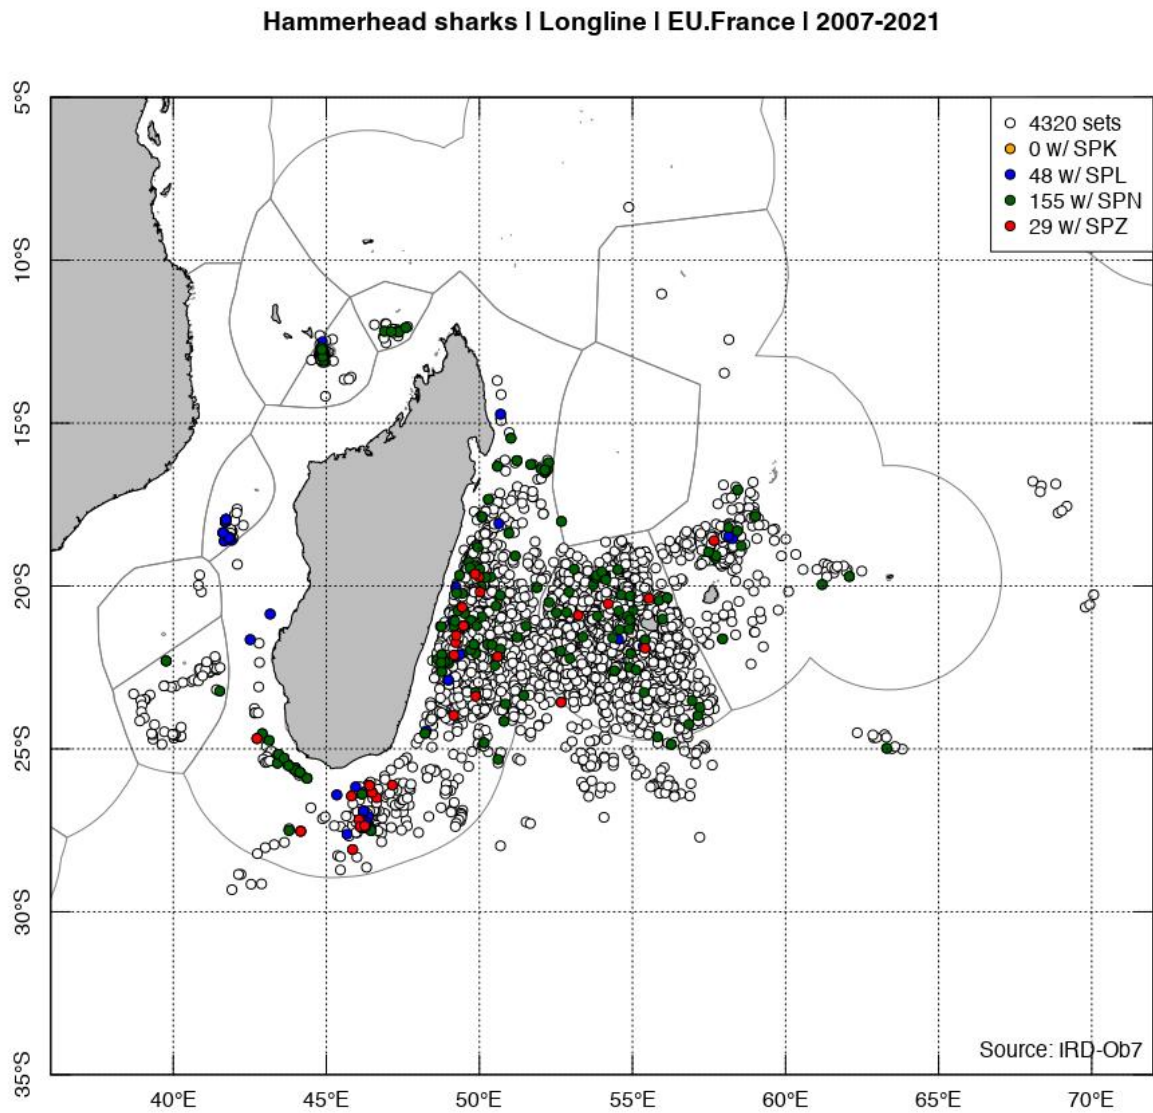 Hammerhead sharks | Longline | EU.France | 2007-2021
5°S
10°S
15°S
20°S
25°S
30°S
35°S
4320 sets
0 w/ SPK
48 w/ SPL
155 w/ SPN
29 w/ SPZ
Source: IRD-Ob7
40°E 45°E 50°E 55°E 60°E 65°E 70°E